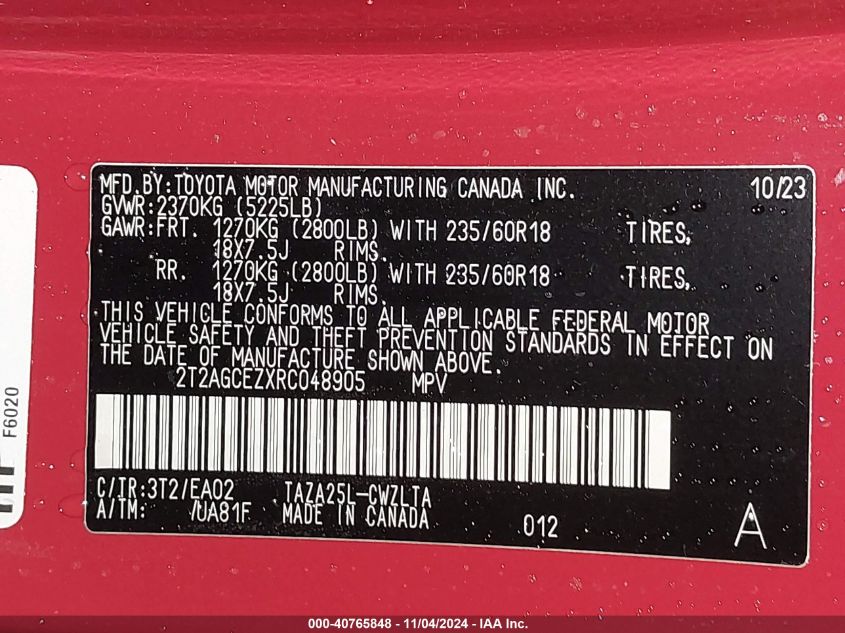 MFD.BY:TOYOTA MOTOR MANUFACTURING CANADA INC. 10/23
GVWR:2370KG (5225LB)
GAWR:FRT. 1270KG (2800LB) WITH 235/60R18 TIRES,
18X7.5J RIMS.
RR. 1270KG (2800LB) WITH 235/60R18 TIRES,
18X7.5J RIMS.
THIS VEHICLE CONFORMS TO ALL APPLICABLE FEDERAL MOTOR
VEHICLE SAFETY AND THEFT PREVENTION STANDARDS IN EFFECT ON
THE DATE OF MANUFACTURE SHOWN ABOVE.
2T2AGCEZXRC048905 MPV
C/TR:3T2/EA02 TAZA25L-CWZLTA
A/TM: /UA81F MADE IN CANADA 012 A
F6020
000-40765848 - 11/04/2024 - IAA Inc.